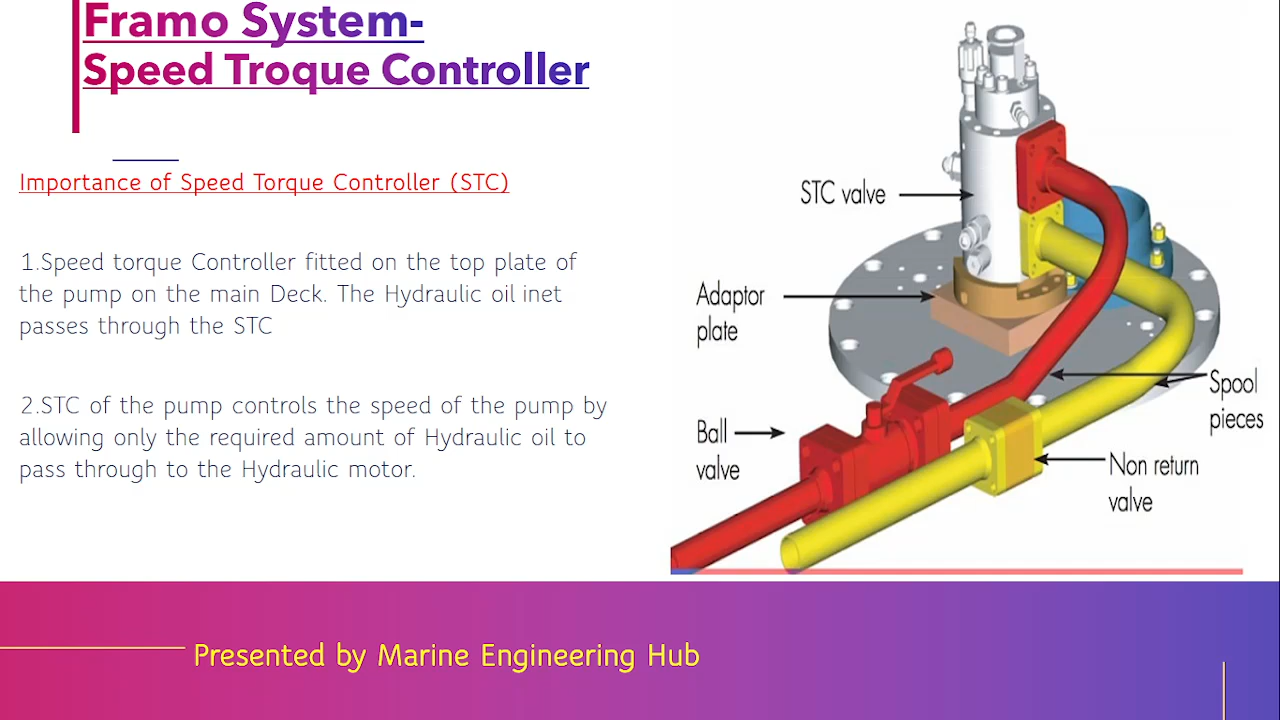 Framo System-
Speed Troque Controller
Importance of Speed Torque Controller (STC)
1.Speed torque Controller fitted on the top plate of
the pump on the main Deck. The Hydraulic oil inet
passes through the STC
2.STC of the pump controls the speed of the pump by
allowing only the required amount of Hydraulic oil to
pass through to the Hydraulic motor.
STC valve
Adaptor
plate
Ball
valve
Spool
pieces
Non return
valve
Presented by Marine Engineering Hub